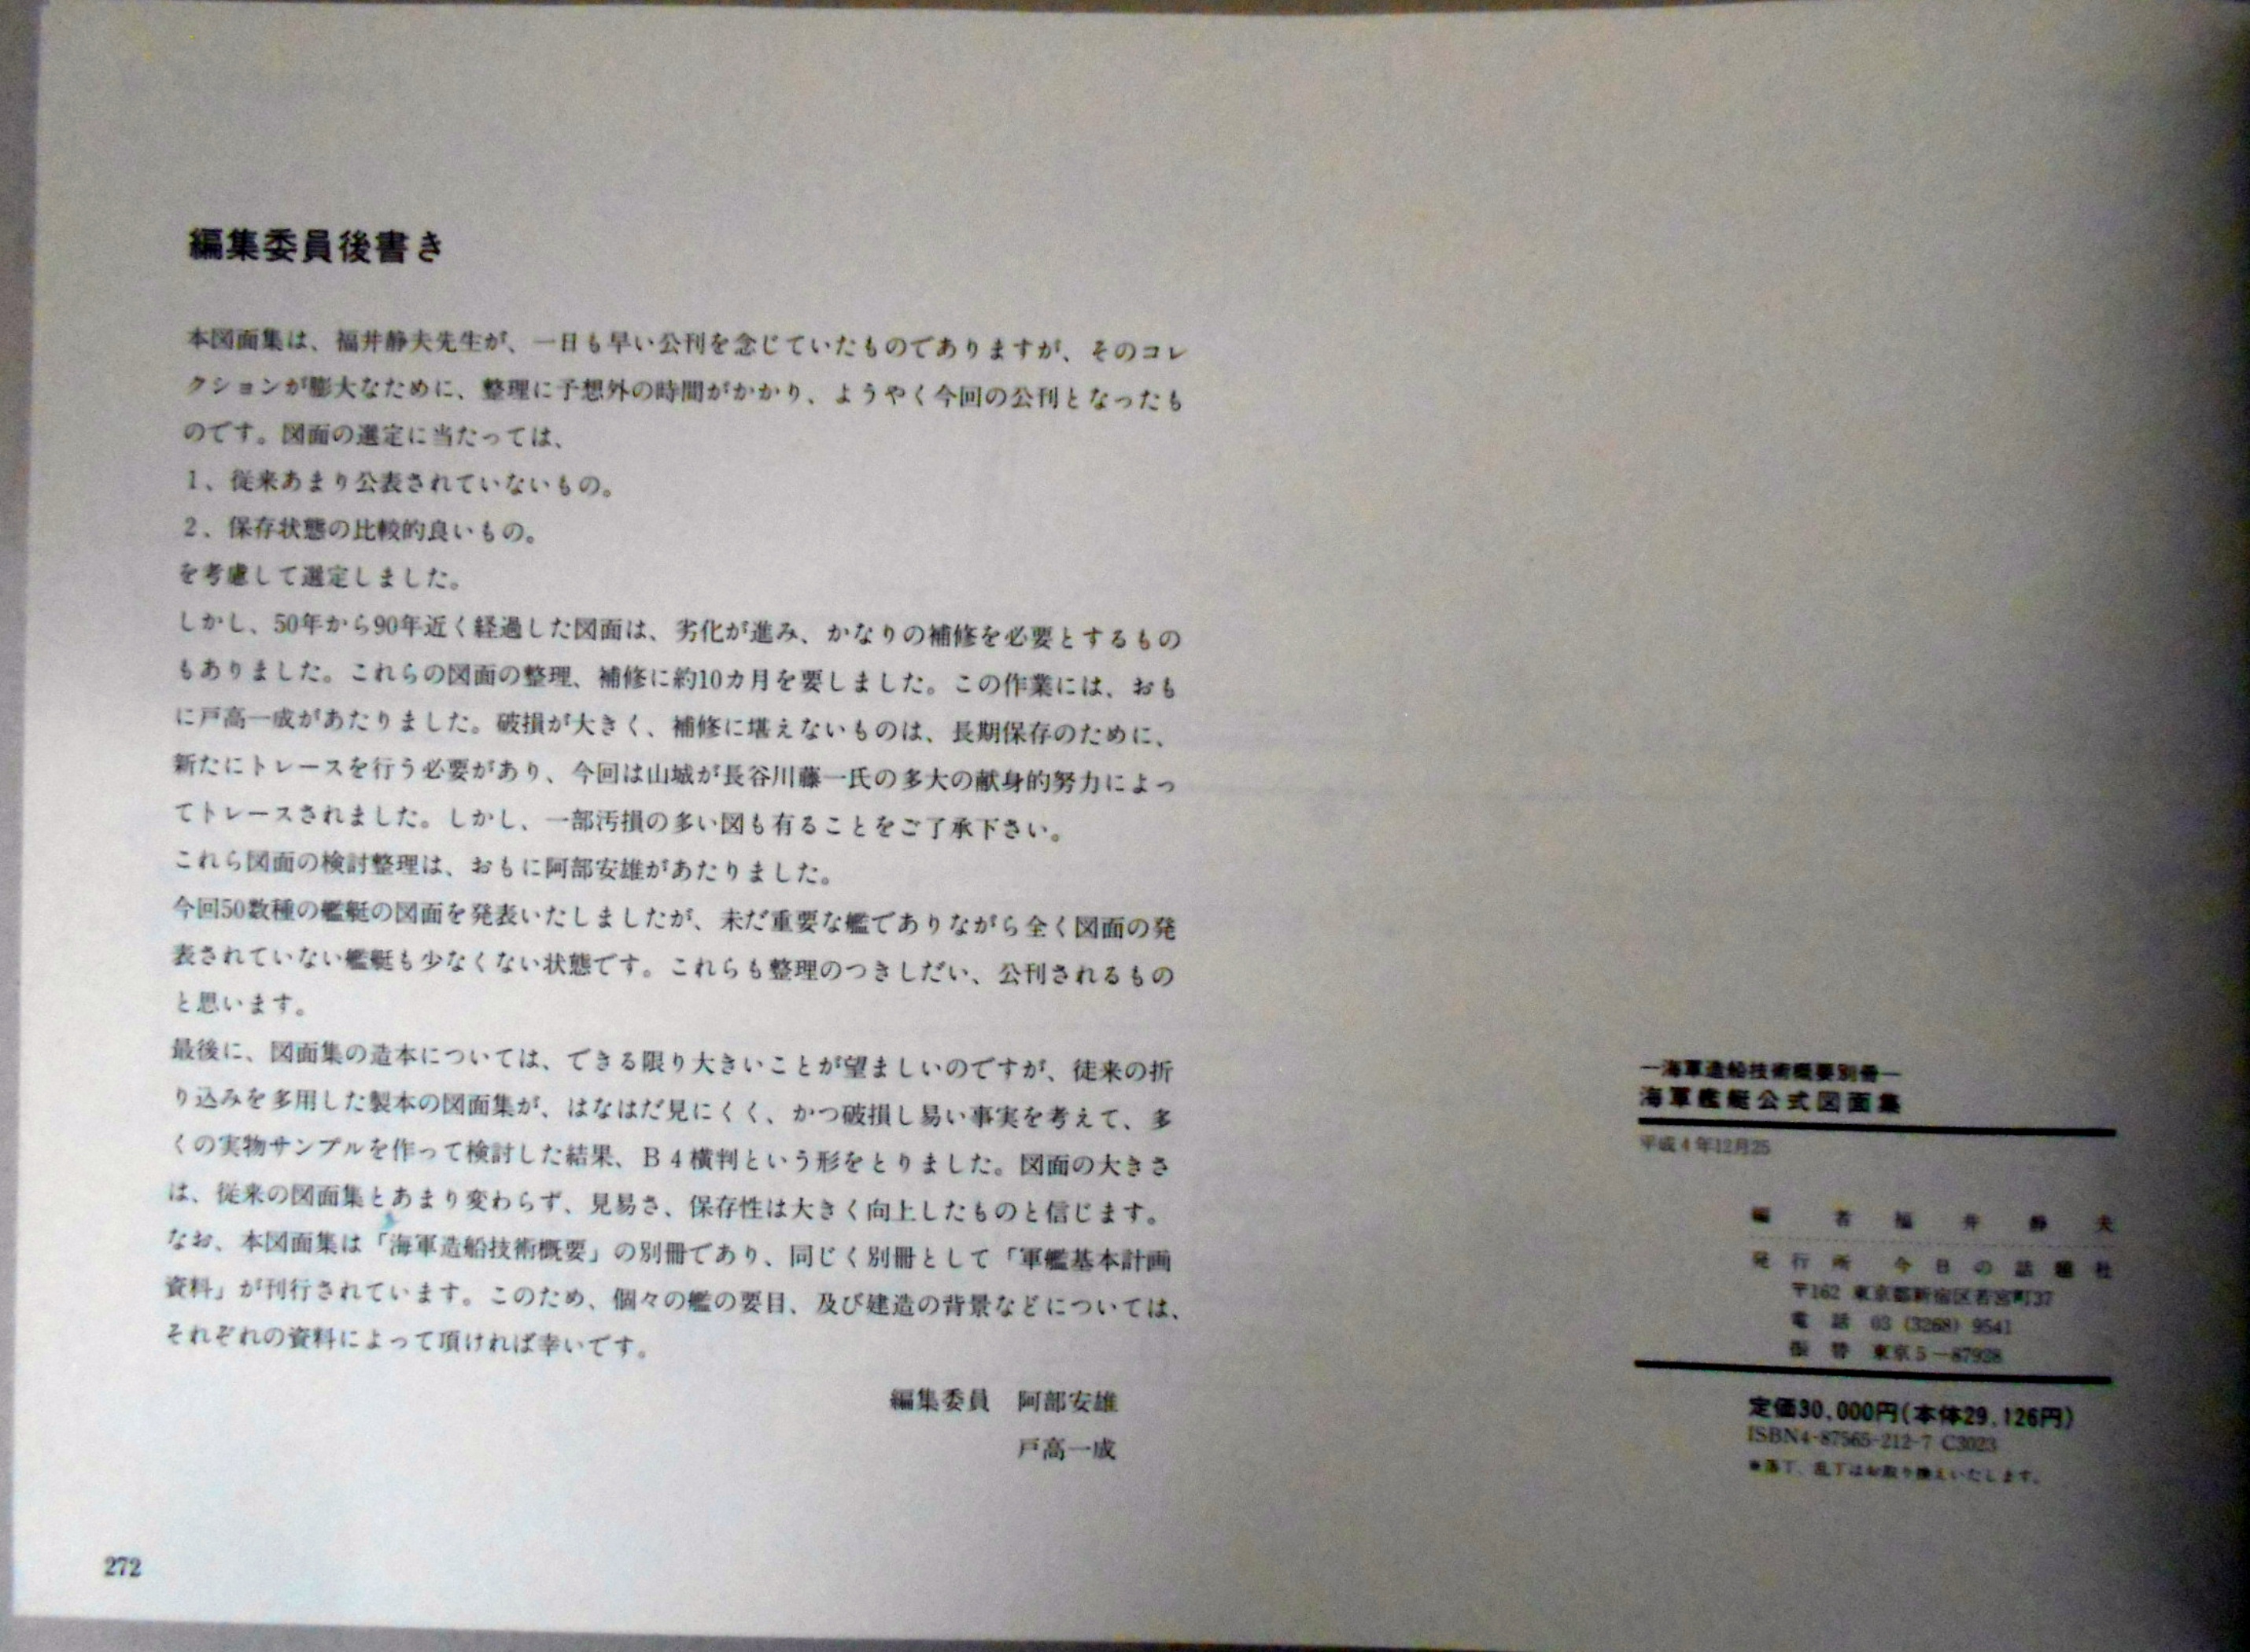 編集委員後書き
本図面集は、福井静夫先生が、一日も早い公刊を念じていたものでありますが、そのコレ
クションが膨大なために、整理に予想外の時間がかかり、ようやく今回の公刊となったも
のです。図面の選定に当たっては、
1、従来あまり公表されていないもの。
2、保存状態の比較的良いもの。
を考慮して選定しました。
しかし、50年から90年近く経過した図面は、劣化が進み、かなりの補修を必要とするもの
もありました。これらの図面の整理、補修に約10カ月を要しました。この作業には、おも
に戸高一成があたりました。破損が大きく、補修に堪えないものは、長期保存のために、
新たにトレースを行う必要があり、今回は山城が長谷川藤一氏の多大の献身的努力によっ
てトレースされました。しかし、一部汚損の多い図も有ることをご了承下さい。
これら図面の検討整理は、おもに阿部安雄があたりました。
今回50数種の艦艇の図面を発表いたしましたが、未だ重要な艦でありながら全く図面の発
表されていない艦艇も少なくない状態です。これらも整理のつきしだい、公刊されるもの
と思います。
最後に、図面集の造本については、できる限り大きいことが望ましいのですが、従来の折
り込みを多用した製本の図面集が、はなはだ見にくく、かつ破損し易い事実を考えて、多
くの実物サンプルを作って検討した結果、B4横判という形をとりました。図面の大きさ
は、従来の図面集とあまり変わらず、見易さ、保存性は大きく向上したものと信じます。
なお、本図面集は「海軍造船技術概要」の別冊であり、同じく別冊として「軍艦基本計画
資料」が刊行されています。このため、個々の艦の要目、及び建造の背景などについては、
それぞれの資料によって頂ければ幸いです。
編集委員 阿部安雄
戸高一成
272
―海軍造船技術概要別冊―
海軍艦艇公式図面集
平成4年12月25
編者 福井静夫
発行所 今日の話題社
〒162 東京都新宿区若宮町37
電話 03 (3268) 9541
振替 東京5―87928
定価30,000円(本体29,126円)
ISBN4-87565-212-7 C3023
＊落丁、乱丁はお取り換えいたします。